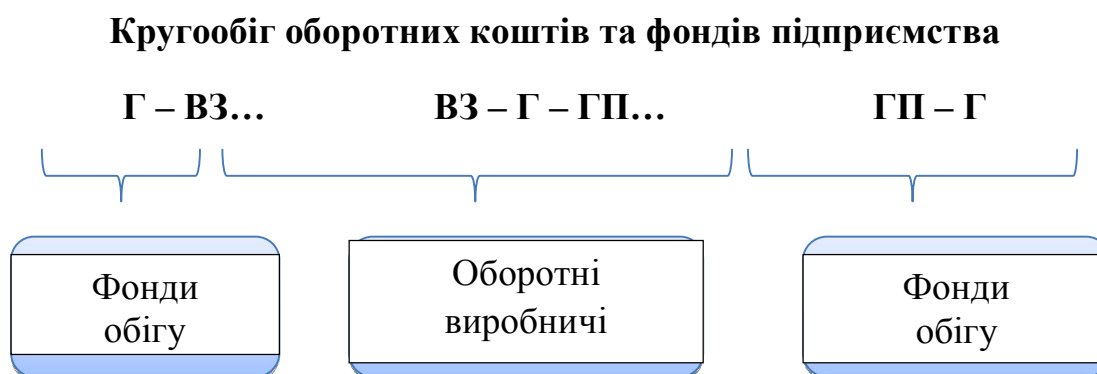 Кругообіг оборотних коштів та фондів підприємства
Г – ВЗ… ВЗ – Г – ГП… ГП – Г
Фонди
обігу
Оборотні
виробничі
Фонди
обігу